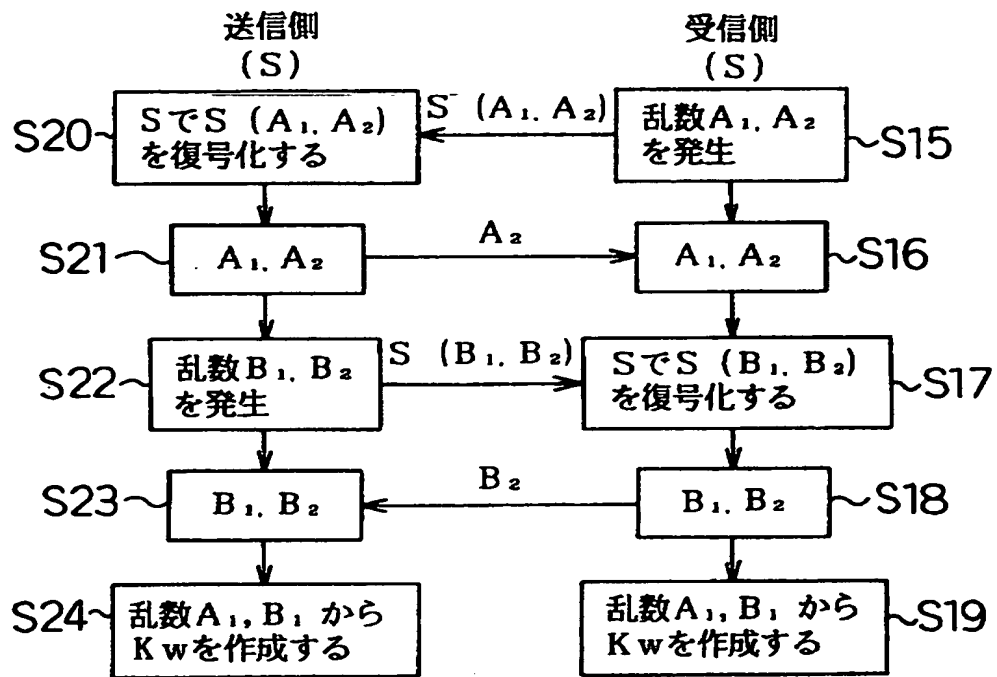 送信側
(S)
受信側
(S)
S20
SでS (A₁, A₂)
を復号化する
S (A₁, A₂)
乱数A₁, A₂
を発生
S15
S21
A₁, A₂
A₂
A₁, A₂
S16
S22
乱数B₁, B₂
を発生
S (B₁, B₂)
SでS (B₁, B₂)
を復号化する
S17
S23
B₁, B₂
B₂
B₁, B₂
S18
S24
乱数A₁, B₁ から
Kwを作成する
乱数A₁, B₁ から
Kwを作成する
S19